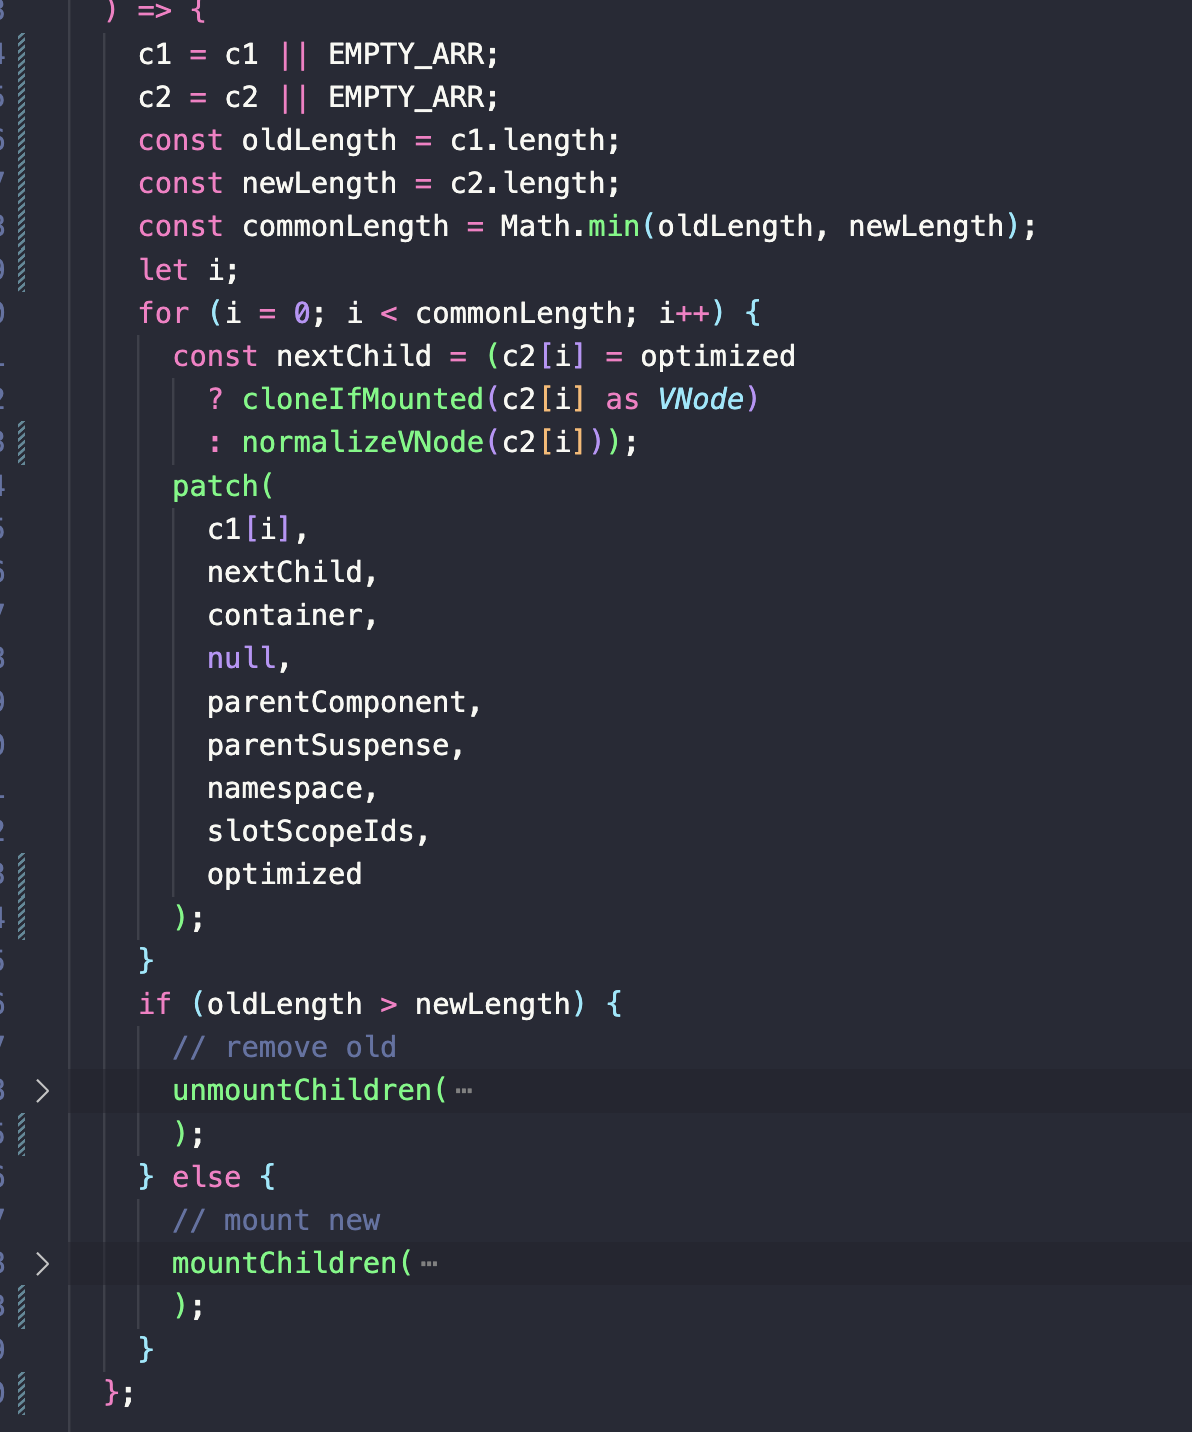 ) => {
c1 = c1 || EMPTY_ARR;
c2 = c2 || EMPTY_ARR;
const oldLength = c1.length;
const newLength = c2.length;
const commonLength = Math.min(oldLength, newLength);
let i;
for (i = 0; i < commonLength; i++) {
const nextChild = (c2[i] = optimized
? cloneIfMounted(c2[i] as VNode)
: normalizeVNode(c2[i]));
patch(
c1[i],
nextChild,
container,
null,
parentComponent,
parentSuspense,
namespace,
slotScopeIds,
optimized
);
}
if (oldLength > newLength) {
// remove old
unmountChildren( ⋯
);
} else {
// mount new
mountChildren( ⋯
);
}
};